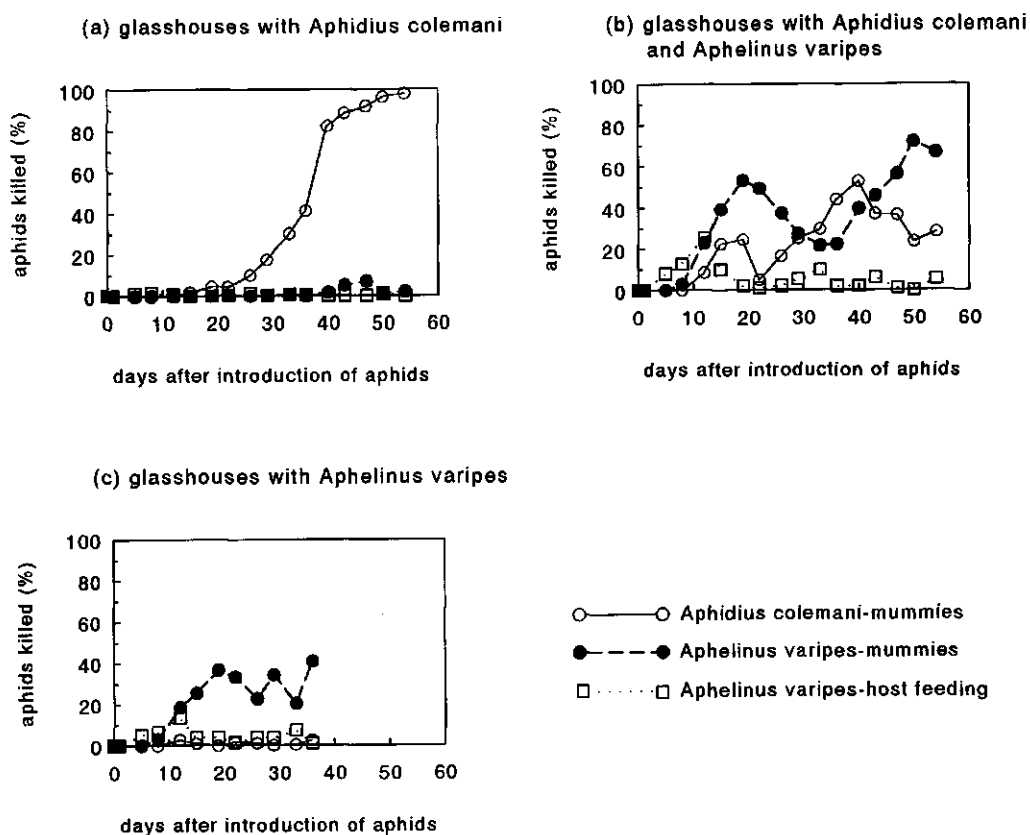 (a) glasshouses with Aphidius colemani
aphids killed (%)
100
80
60
40
20
0
0 10 20 30 40 50 60
days after introduction of aphids
(b) glasshouses with Aphidius colemani
and Aphelinus varipes
aphids killed (%)
100
80
60
40
20
0
0 10 20 30 40 50 60
days after introduction of aphids
(c) glasshouses with Aphelinus varipes
aphids killed (%)
100
80
60
40
20
0
0 10 20 30 40 50 60
days after introduction of aphids
Aphidius colemani-mummies
Aphelinus varipes-mummies
Aphelinus varipes-host feeding